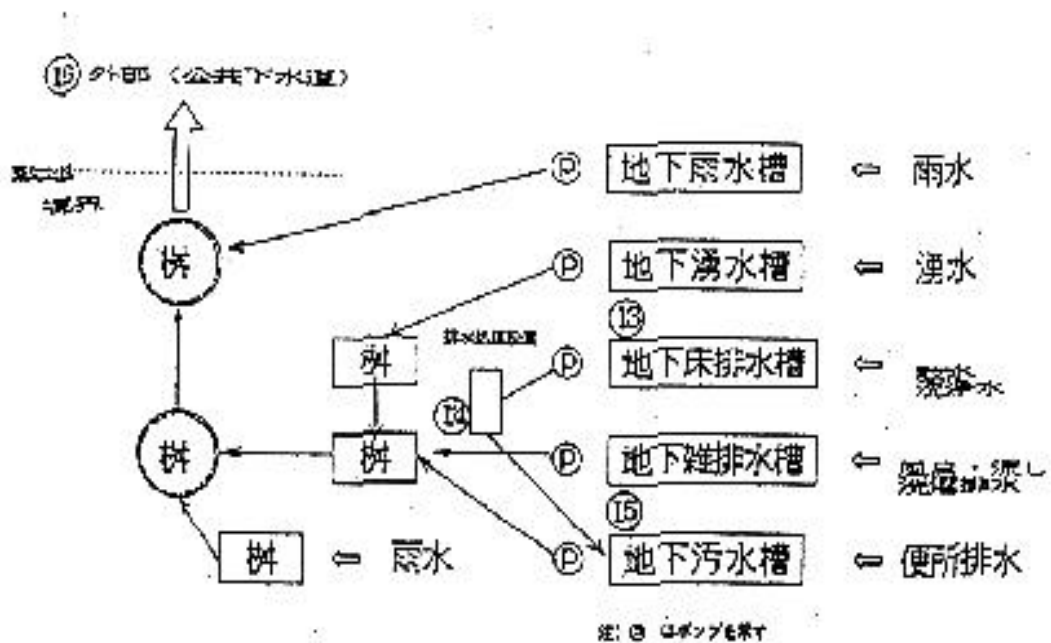 ⑯ 外部（公共下水道）
Ⓟ 地下雨水槽 ⇐ 雨水
桝
Ⓟ 地下湧水槽 ⇐ 湧水
⑬
桝
Ⓟ 地下床排水槽 ⇐
⑭
桝 桝 Ⓟ 地下雑排水槽 ⇐
⑮
桝 ⇐ 雨水
Ⓟ 地下汚水槽 ⇐ 便所排水
注）Ⓟ はポンプを示す